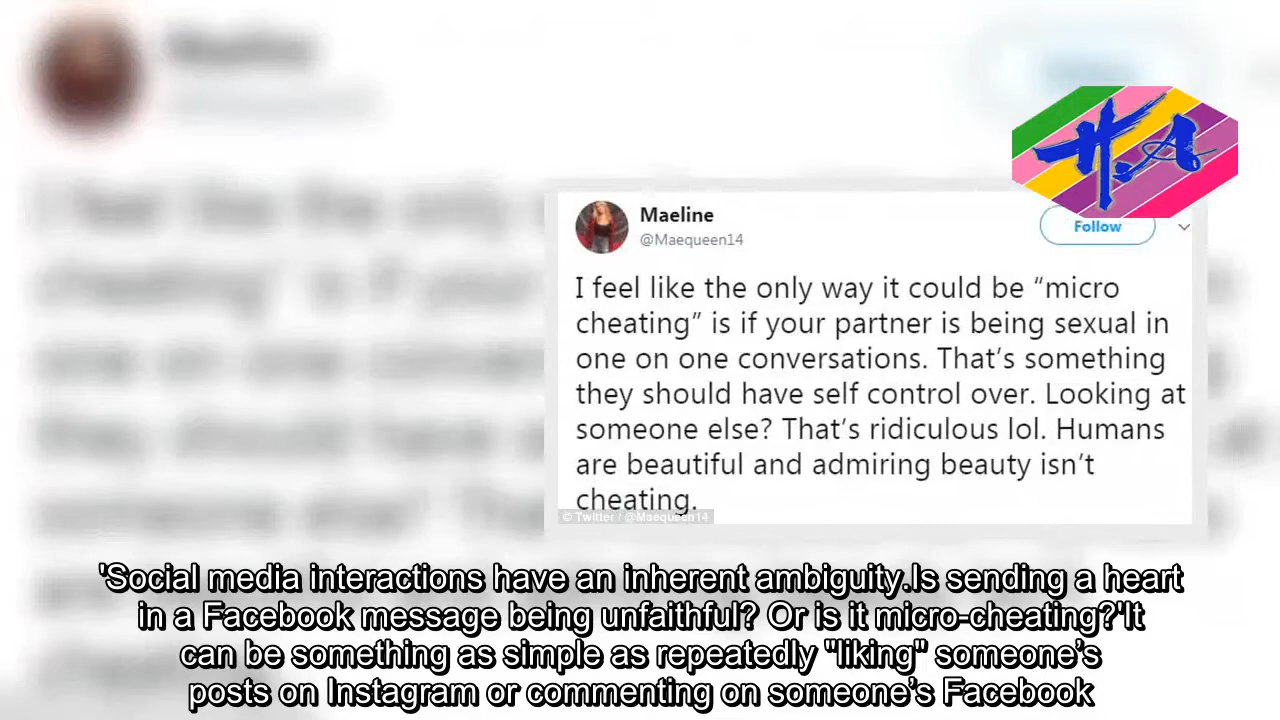 Maeline
@Maequeen14
Follow
H.A
I feel like the only way it could be “micro
cheating” is if your partner is being sexual in
one on one conversations. That’s something
they should have self control over. Looking at
someone else? That’s ridiculous lol. Humans
are beautiful and admiring beauty isn’t
cheating.
© Twitter / @Maequeen14
'Social media interactions have an inherent ambiguity.Is sending a heart
in a Facebook message being unfaithful? Or is it micro-cheating?'It
can be something as simple as repeatedly "liking" someone’s
posts on Instagram or commenting on someone’s Facebook